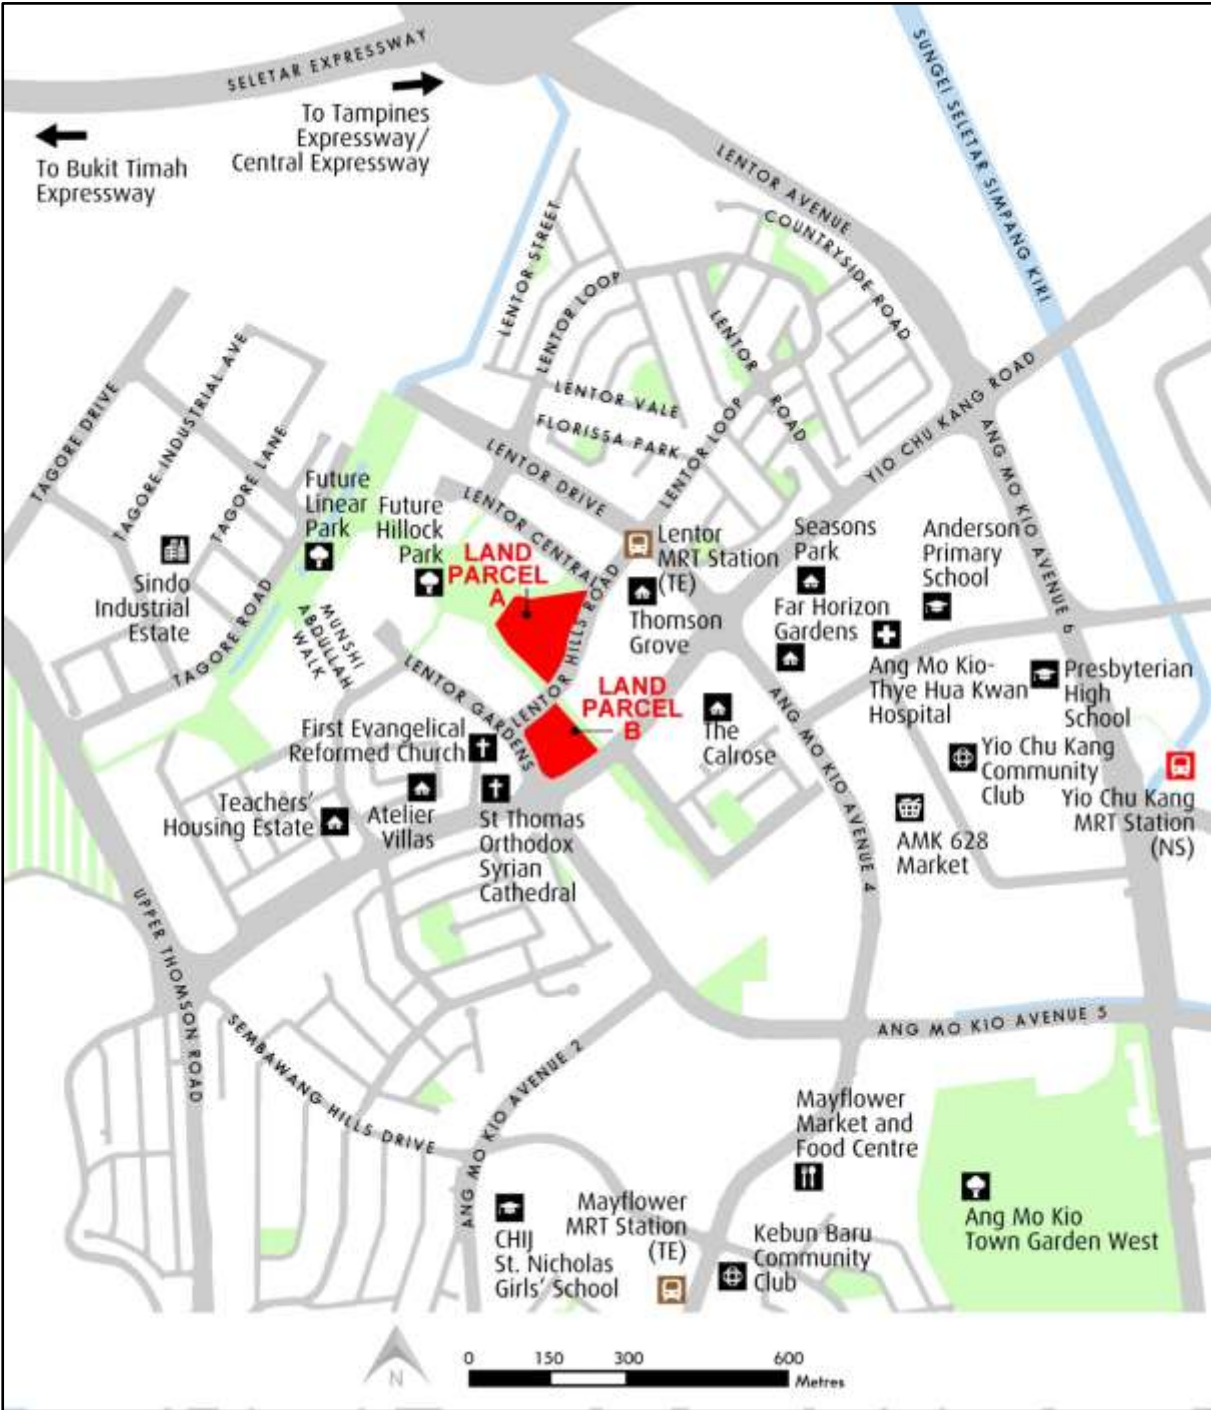 SELETAR EXPRESSWAY
To Tampines
Expressway/
Central Expressway
To Bukit Timah
Expressway
SUNGEI SELETAR SIMPANG KIRI
LENTOR AVENUE
COUNTRYSIDE ROAD
LENTOR STREET
LENTOR LOOP
LENTOR ROAD
LENTOR VALE
FLORISSA PARK
LENTOR LOOP
YIO CHU KANG ROAD
ANG MO KIO AVENUE 6
TAGORE DRIVE
TAGORE INDUSTRIAL AVE
TAGORE LANE
LENTOR DRIVE
LENTOR CENTRAL
Future
Linear
Park
Future
Hillock
Park
LAND
PARCEL
A
Lentor
MRT Station
(TE)
Seasons
Park
Anderson
Primary
School
Sindo
Industrial
Estate
TAGORE ROAD
MUNSHI
ABDULLAH
WALK
LENTOR HILLS ROAD
Thomson
Grove
Far Horizon
Gardens
Ang Mo Kio-
Thye Hua Kwan
Hospital
Presbyterian
High
School
LENTOR GARDENS
LAND
PARCEL
B
First Evangelical
Reformed Church
The
Calrose
ANG MO KIO AVENUE 4
Yio Chu Kang
Community
Club
Yio Chu Kang
MRT Station
(NS)
Teachers'
Housing Estate
Atelier
Villas
St Thomas
Orthodox
Syrian
Cathedral
AMK 628
Market
UPPER THOMSON ROAD
SEMBAWANG HILLS DRIVE
ANG MO KIO AVENUE 2
ANG MO KIO AVENUE 5
Mayflower
Market and
Food Centre
CHIJ
St. Nicholas
Girls' School
Mayflower
MRT Station
(TE)
Kebun Baru
Community
Club
Ang Mo Kio
Town Garden West
N
0 150 300 600
Metres